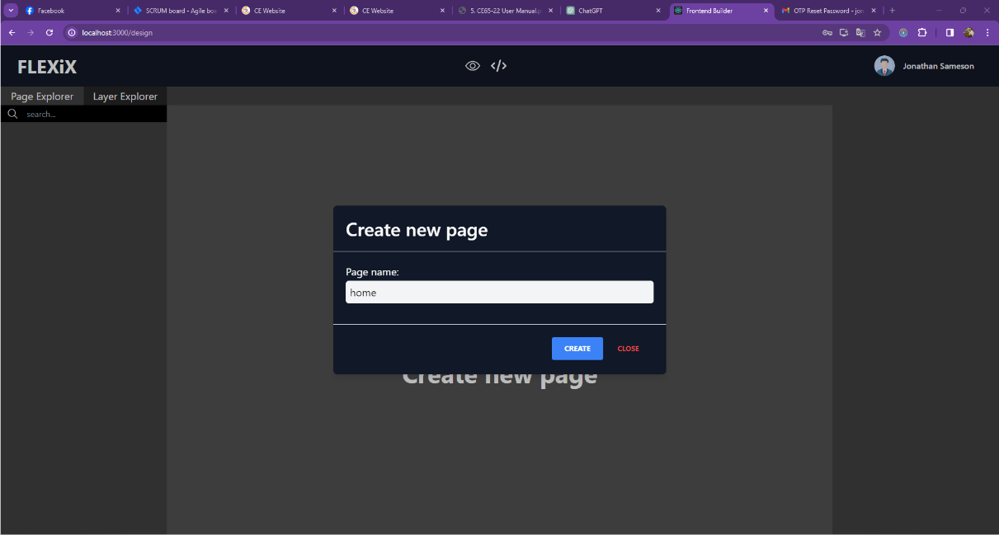 Facebook
SCRUM board - Agile boa
CE Website
CE Website
5. CE65-22 User Manual.p
ChatGPT
Frontend Builder
OTP Reset Password - jon
localhost:3000/design
FLEXiX
</>
Jonathan Sameson
Page Explorer
Layer Explorer
search...
Create new page
Page name:
home
CREATE
CLOSE
Create new page